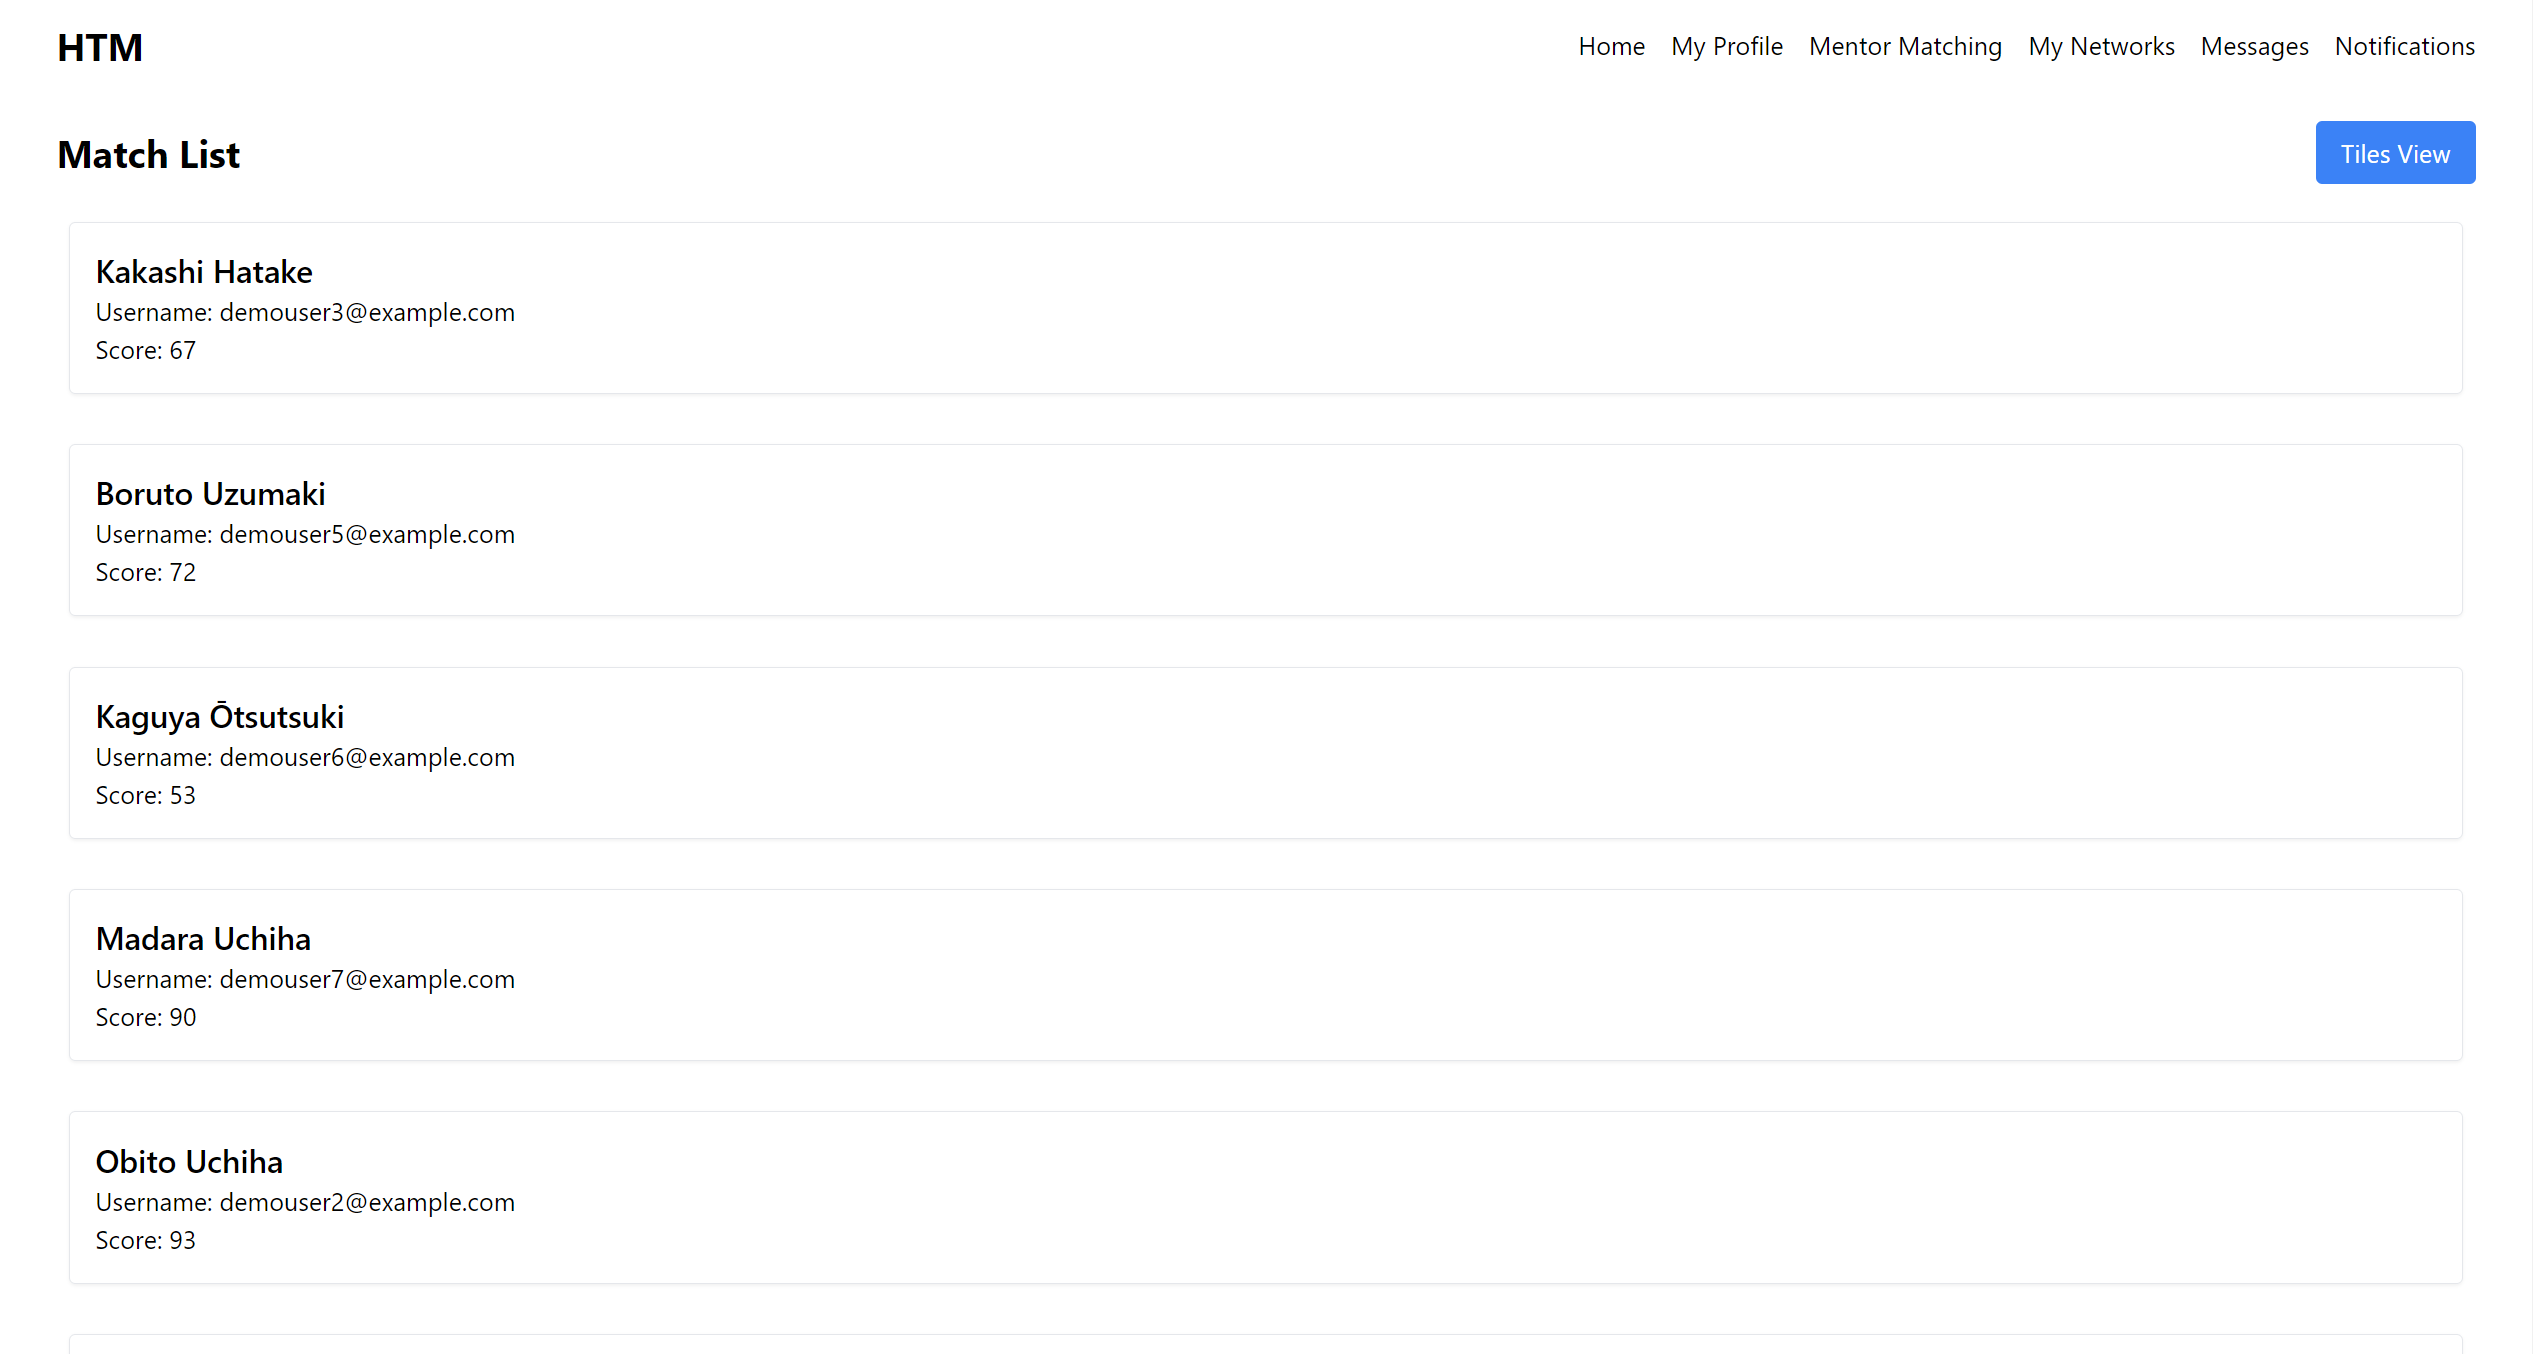 HTM
Home My Profile Mentor Matching My Networks Messages Notifications
Match List
Tiles View
Kakashi Hatake
Username: demouser3@example.com
Score: 67
Boruto Uzumaki
Username: demouser5@example.com
Score: 72
Kaguya Ōtsutsuki
Username: demouser6@example.com
Score: 53
Madara Uchiha
Username: demouser7@example.com
Score: 90
Obito Uchiha
Username: demouser2@example.com
Score: 93